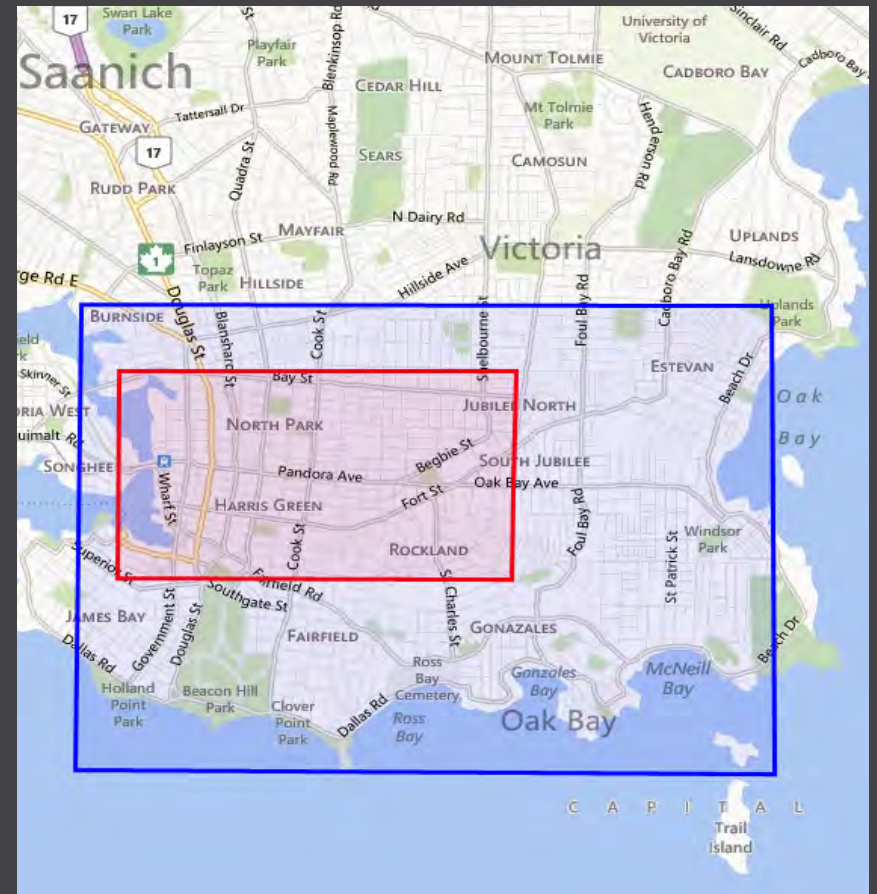 17
Swan Lake
Park
Playfair
Park
Blenkinsop Rd
University of
Victoria
Sinclair Rd
Saanich
CEDAR HILL
MOUNT TOLMIE
CADBORO BAY
Cadboro Bay
Tattersall Dr
GATEWAY
17
Maplewood Rd
Mt Tolmie
Park
Henderson Rd
SEARS
CAMOSUN
Quadra St
RUDD PARK
N Dairy Rd
MAYFAIR
Finlayson St
Victoria
UPLANDS
Lansdowne Rd
1
Topaz
Park
HILLSIDE
Hillside Ave
Cadboro Bay Rd
Foul Bay Rd
rge Rd E
Douglas St
BURNSIDE
Blanshard St
Cook St
Shelbourne St
Uplands
Park
ESTEVAN
Beach Dr
Skinner St
Bay St
JUBILEE NORTH
Oak
Bay
RIA WEST
NORTH PARK
uimalt Rd
SONGHEE
Begbie St
SOUTH JUBILEE
Pandora Ave
Oak Bay Ave
Wharf St
HARRIS GREEN
Fort St
Foul Bay Rd
Windsor
Park
Cook St
ROCKLAND
St Patrick St
Superior St
Fairfield Rd
Southgate St
St Charles St
JAMES BAY
Government St
Douglas St
FAIRFIELD
GONAZALES
Beach Dr
Dallas Rd
Ross
Bay
Cemetery
Gonzales
Bay
McNeill
Bay
Holland
Point
Park
Beacon Hill
Park
Clover
Point
Park
Dallas Rd
Ross
Bay
Oak Bay
CAPITAL
Trail
Island